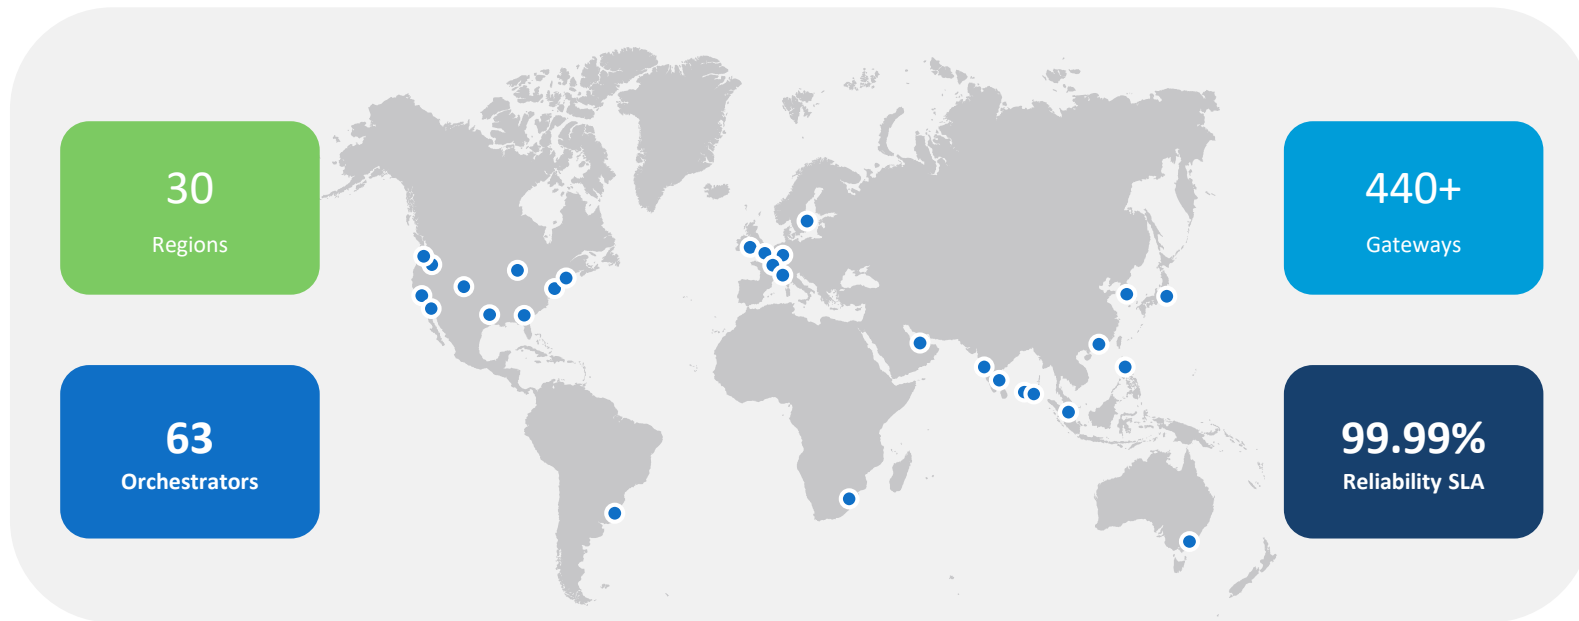 30
Regions
440+
Gateways
63
Orchestrators
99.99%
Reliability SLA